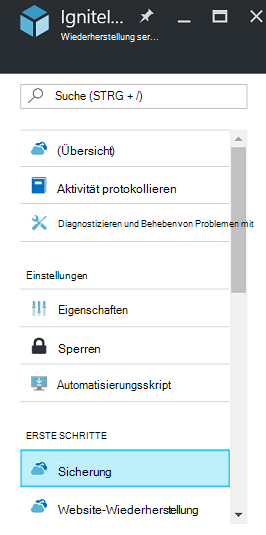 Ignitel...
Wiederherstellung ser...
Suche (STRG + /)
(Übersicht)
Aktivität protokollieren
Diagnostizieren und Beheben von Problemen mit
Einstellungen
Eigenschaften
Sperren
Automatisierungsskript
ERSTE SCHRITTE
Sicherung
Website-Wiederherstellung